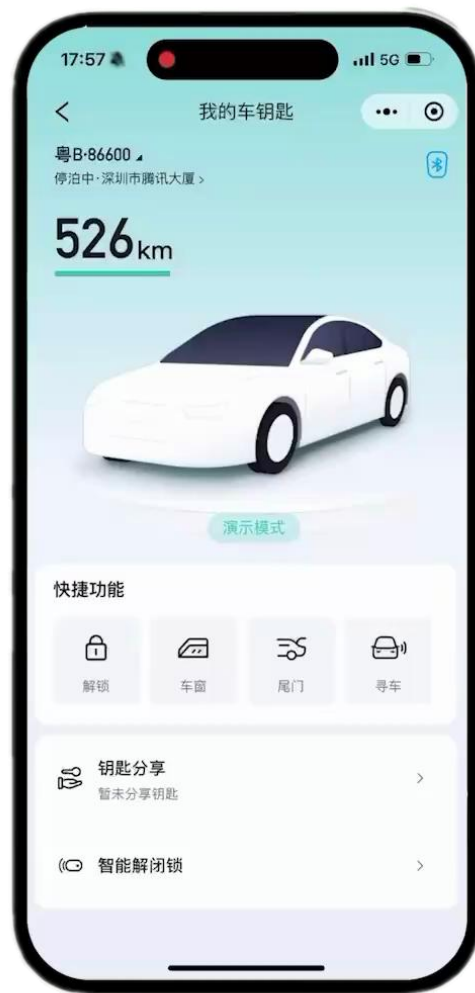 17:57
5G
我的车钥匙
粤B·86600
停泊中·深圳市腾讯大厦 >
526km
演示模式
快捷功能
解锁
车窗
尾门
寻车
钥匙分享
暂未分享钥匙
智能解闭锁